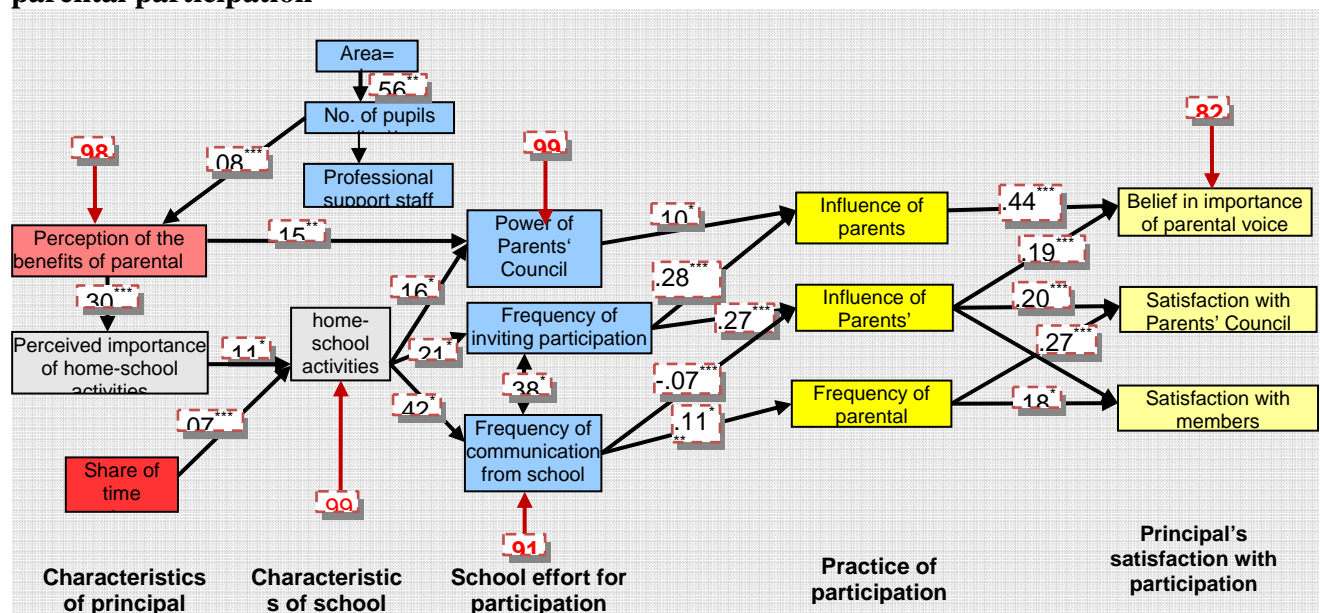 parental participation
Area=
.56**
No. of pupils
.08***
Professional
support staff
.98
.99
.82
Perception of the
benefits of parental
.15**
Power of
Parents‘
Council
.10*
Influence of
parents
.44***
Belief in importance
of parental voice
.30***
.16*
.28***
.19***
Perceived importance
of home-school
activities
.11*
home-
school
activities
.21*
Frequency of
inviting participation
.27***
Influence of
Parents’
.20***
Satisfaction with
Parents’ Council
.27***
.07***
.42*
.38*
-.07***
Frequency of
parental
.18*
Satisfaction with
members
Share of
time
Frequency of
communication
from school
.11*
**
.99
.91
Characteristics
of principal
Characteristic
s of school
School effort for
participation
Practice of
participation
Principal’s
satisfaction with
participation